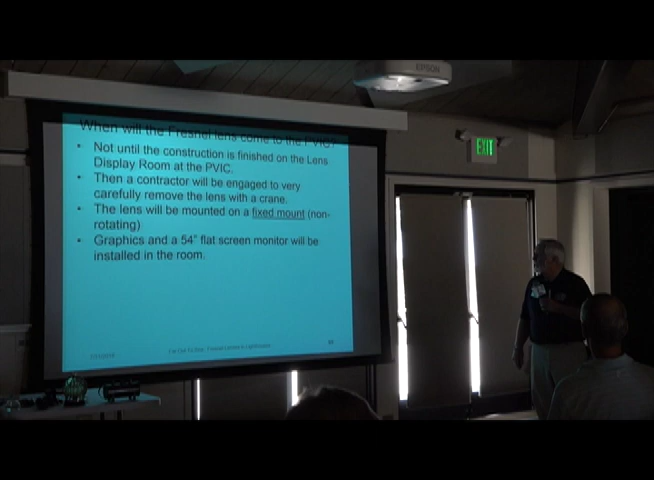 EPSON
EXIT
When will the Fresnel lens come to the PVIC?
• Not until the construction is finished on the Lens
Display Room at the PVIC.
• Then a contractor will be engaged to very
carefully remove the lens with a crane.
• The lens will be mounted on a fixed mount (non-
rotating)
• Graphics and a 54" flat screen monitor will be
installed in the room.